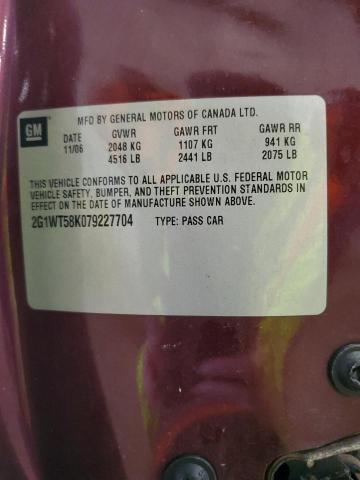 GM
MFD BY GENERAL MOTORS OF CANADA LTD.
DATE GVWR GAWR FRT GAWR RR
11/06 2048 KG 1107 KG 941 KG
4516 LB 2441 LB 2075 LB
THIS VEHICLE CONFORMS TO ALL APPLICABLE U.S. FEDERAL MOTOR
VEHICLE SAFETY, BUMPER, AND THEFT PREVENTION STANDARDS IN
EFFECT ON THE DATE OF MANUFACTURE SHOWN ABOVE.
2G1WT58K079227704 TYPE: PASS CAR